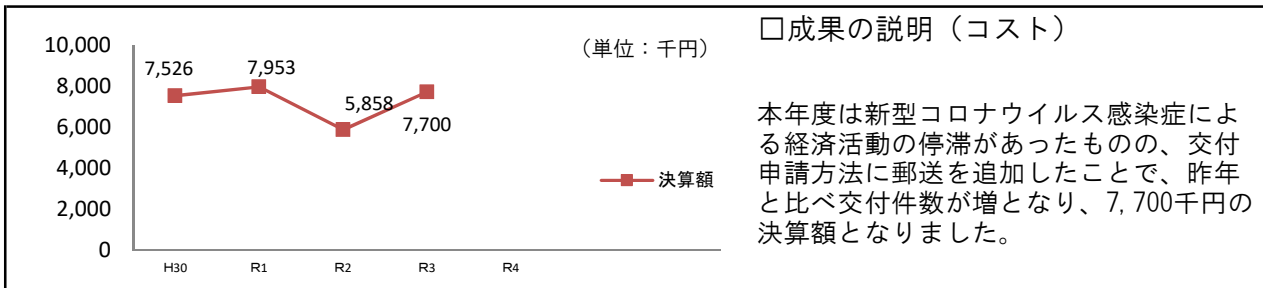 (単位：千円)
10,000
8,000
6,000
4,000
2,000
0
7,526
7,953
5,858
7,700
決算額
H30
R1
R2
R3
R4
□成果の説明（コスト）
本年度は新型コロナウイルス感染症によ
る経済活動の停滞があったものの、交付
申請方法に郵送を追加したことで、昨年
と比べ交付件数が増となり、7,700千円の
決算額となりました。